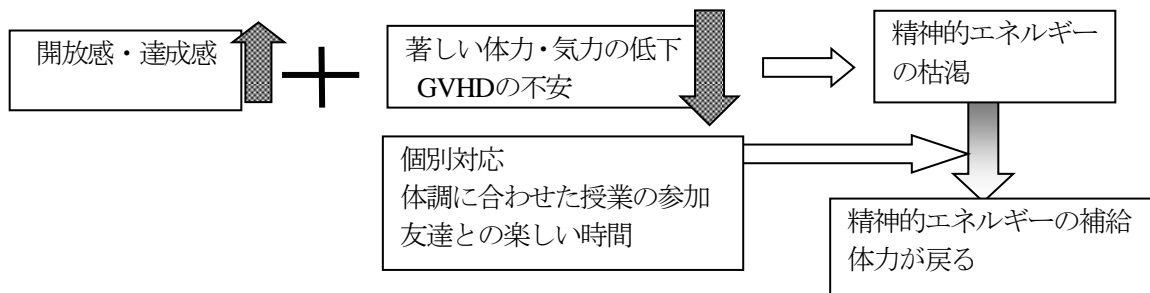 開放感・達成感
著しい体力・気力の低下
GVHDの不安
精神的エネルギー
の枯渇
個別対応
体調に合わせた授業の参加
友達との楽しい時間
精神的エネルギーの補給
体力が戻る